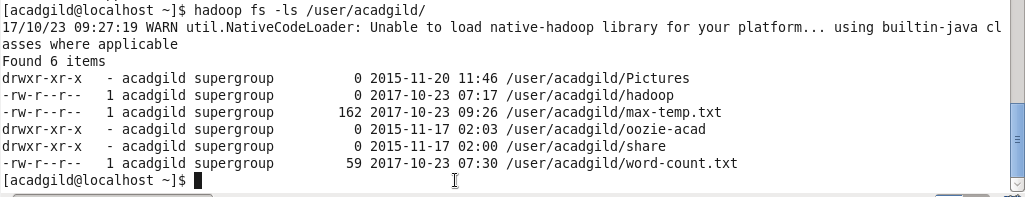 [acadgild@localhost ~]$ hadoop fs -ls /user/acadgild/
17/10/23 09:27:19 WARN util.NativeCodeLoader: Unable to load native-hadoop library for your platform... using builtin-java cl
asses where applicable
Found 6 items
drwxr-xr-x   - acadgild supergroup          0 2015-11-20 11:46 /user/acadgild/Pictures
-rw-r--r--   1 acadgild supergroup          0 2017-10-23 07:17 /user/acadgild/hadoop
-rw-r--r--   1 acadgild supergroup        162 2017-10-23 09:26 /user/acadgild/max-temp.txt
drwxr-xr-x   - acadgild supergroup          0 2015-11-17 02:03 /user/acadgild/oozie-acad
drwxr-xr-x   - acadgild supergroup          0 2015-11-17 02:00 /user/acadgild/share
-rw-r--r--   1 acadgild supergroup         59 2017-10-23 07:30 /user/acadgild/word-count.txt
[acadgild@localhost ~]$